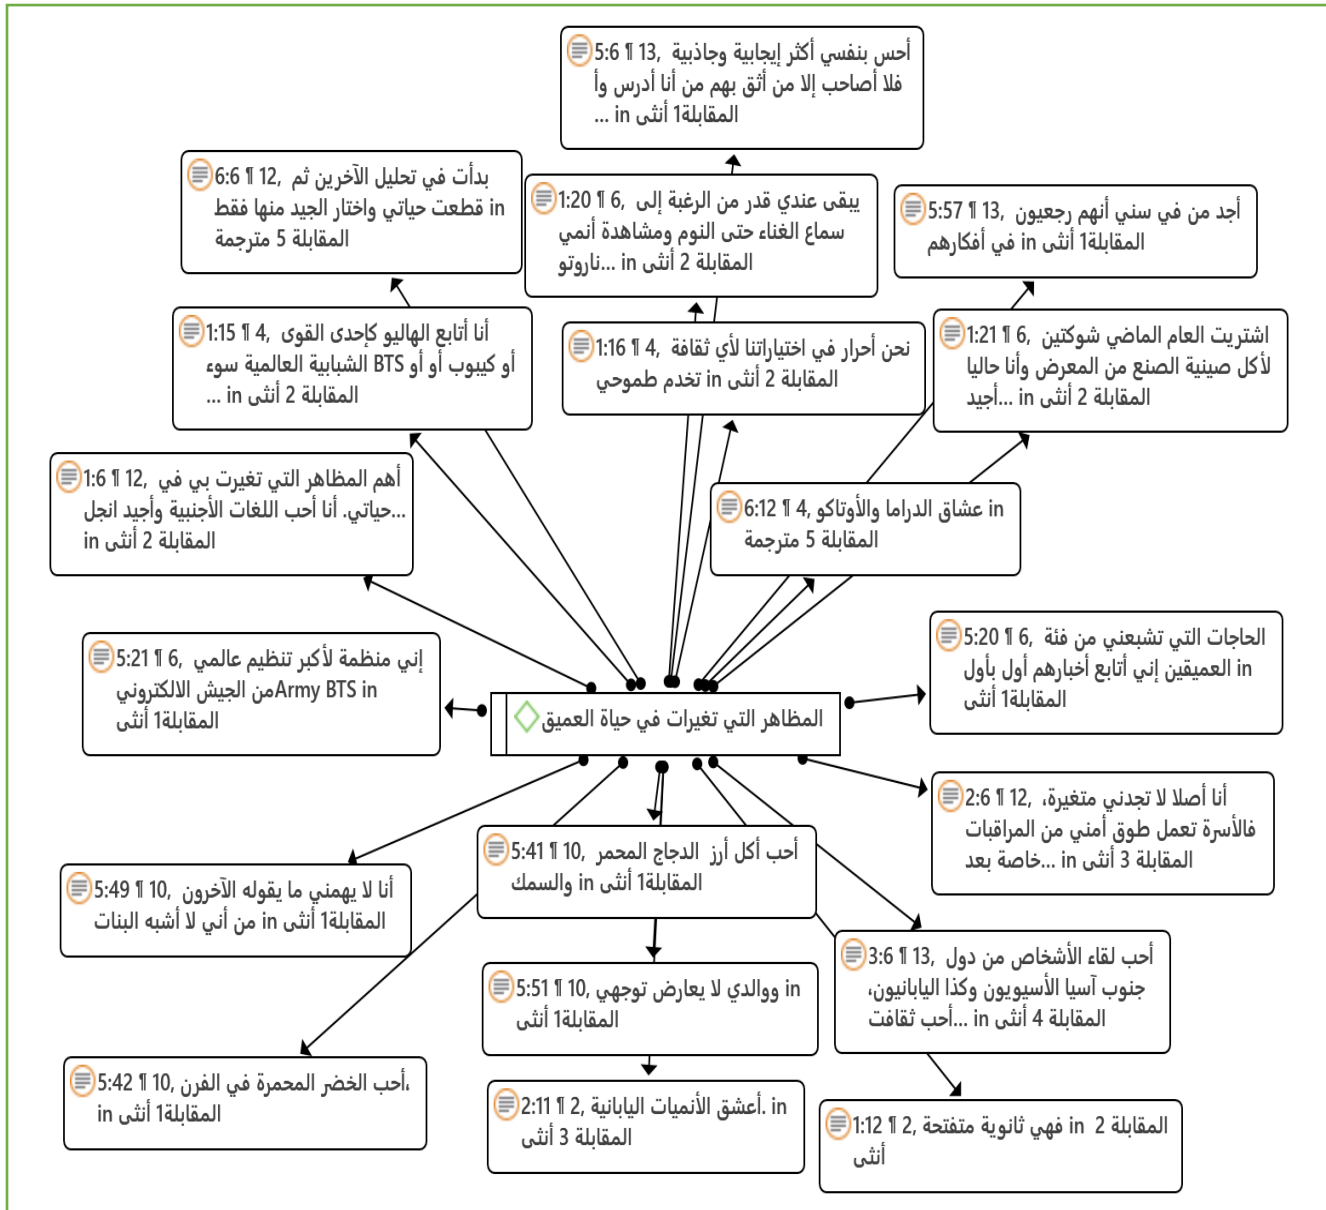 5:6 ¶ 13, أحس بنفسي أكثر إيجابية وجاذبية
فلا أصاحب إلا من أثق بهم من أنا أدرس وأ
... in المقابلة1 أنثى
6:6 ¶ 12, بدأت في تحليل الآخرين ثم
قطعت حياتي واختار الجيد منها فقط in
المقابلة 5 مترجمة
1:20 ¶ 6, يبقى عندي قدر من الرغبة إلى
سماع الغناء حتى النوم ومشاهدة أنمي
ناروتو... in المقابلة 2 أنثى
5:57 ¶ 13, أجد من في سني أنهم رجعيون
في أفكارهم in المقابلة1 أنثى
1:15 ¶ 4, أنا أتابع الهاليو كإحدى القوى
الشبابية العالمية سوء BTS أو كيبوب أو أو
... in المقابلة 2 أنثى
1:16 ¶ 4, نحن أحرار في اختياراتنا لأي ثقافة
تخدم طموحي in المقابلة 2 أنثى
1:21 ¶ 6, اشتريت العام الماضي شوكتين
لأكل صينية الصنع من المعرض وأنا حاليا
أجيد... in المقابلة 2 أنثى
1:6 ¶ 12, أهم المظاهر التي تغيرت بي في
حياتي. أنا أحب اللغات الأجنبية وأجيد انجل...
in المقابلة 2 أنثى
6:12 ¶ 4, عشاق الدراما والأوتاكو in
المقابلة 5 مترجمة
5:21 ¶ 6, إني منظمة لأكبر تنظيم عالمي
من الجيش الالكترونيArmy BTS in
المقابلة1 أنثى
5:20 ¶ 6, الحاجات التي تشبعني من فئة
العميقين إني أتابع أخبارهم أول بأول in
المقابلة1 أنثى
المظاهر التي تغيرات في حياة العميق
2:6 ¶ 12, أنا أصلا لا تجدني متغيرة،
فالأسرة تعمل طوق أمني من المراقبات
خاصة بعد... in المقابلة 3 أنثى
5:41 ¶ 10, أحب أكل أرز الدجاج المحمر
والسمك in المقابلة1 أنثى
5:49 ¶ 10, أنا لا يهمني ما يقوله الآخرون
من أني لا أشبه البنات in المقابلة1 أنثى
3:6 ¶ 13, أحب لقاء الأشخاص من دول
جنوب آسيا الأسيويون وكذا اليابانيون،
أحب ثقافت... in المقابلة 4 أنثى
5:51 ¶ 10, ووالدي لا يعارض توجهي in
المقابلة1 أنثى
5:42 ¶ 10, أحب الخضر المحمرة في الفرن،
in المقابلة1 أنثى
2:11 ¶ 2, أعشق الأنميات اليابانية. in
المقابلة 3 أنثى
1:12 ¶ 2, فهي ثانوية متفتحة in المقابلة 2
أنثى